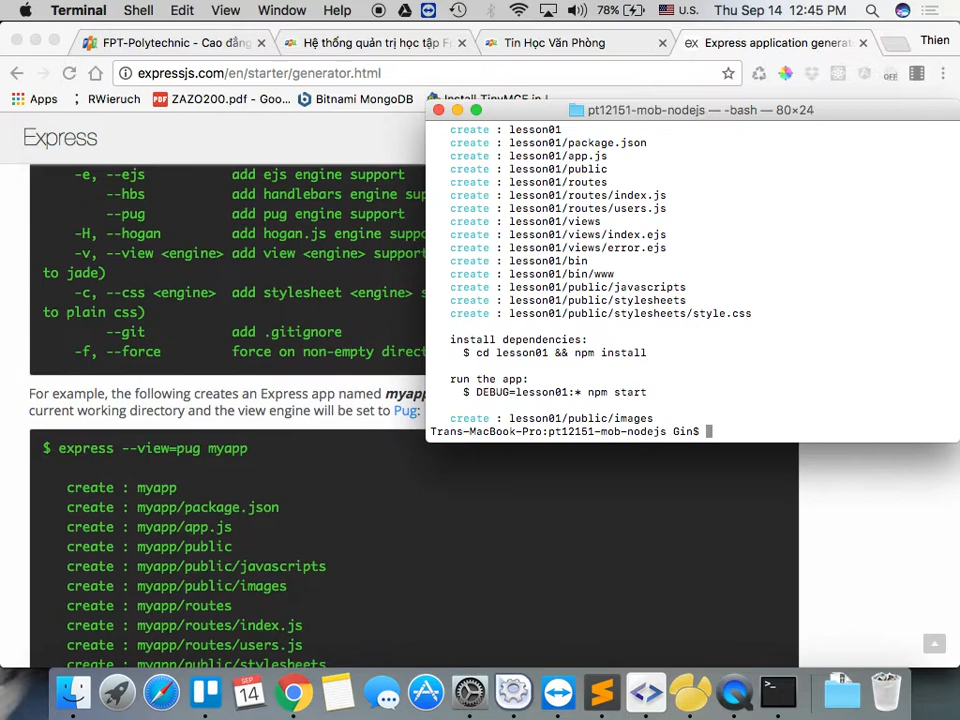 Terminal Shell Edit View Window Help 78% U.S. Thu Sep 14 12:45 PM
FPT-Polytechnic - Cao đẳng
Hệ thống quản trị học tập F
Tin Học Văn Phòng
ex Express application generat
Thien
expressjs.com/en/starter/generator.html
Apps RWieruch PDF ZAZO200.pdf - Goo... Bitnami MongoDB Install TinyMCE in J
Express
-e, --ejs add ejs engine support
--hbs add handlebars engine sup
--pug add pug engine support
-H, --hogan add hogan.js engine suppo
-v, --view <engine> add view <engine> support
to jade)
-c, --css <engine> add stylesheet <engine> s
to plain css)
--git add .gitignore
-f, --force force on non-empty direct
For example, the following creates an Express app named myapp
current working directory and the view engine will be set to Pug:
$ express --view=pug myapp
create : myapp
create : myapp/package.json
create : myapp/app.js
create : myapp/public
create : myapp/public/javascripts
create : myapp/public/images
create : myapp/routes
create : myapp/routes/index.js
create : myapp/routes/users.js
create : myapp/public/stylesheets
pt12151-mob-nodejs — -bash — 80×24
create : lesson01
create : lesson01/package.json
create : lesson01/app.js
create : lesson01/public
create : lesson01/routes
create : lesson01/routes/index.js
create : lesson01/routes/users.js
create : lesson01/views
create : lesson01/views/index.ejs
create : lesson01/views/error.ejs
create : lesson01/bin
create : lesson01/bin/www
create : lesson01/public/javascripts
create : lesson01/public/stylesheets
create : lesson01/public/stylesheets/style.css
install dependencies:
$ cd lesson01 && npm install
run the app:
$ DEBUG=lesson01:* npm start
create : lesson01/public/images
Trans-MacBook-Pro:pt12151-mob-nodejs Gin$
SEP
14